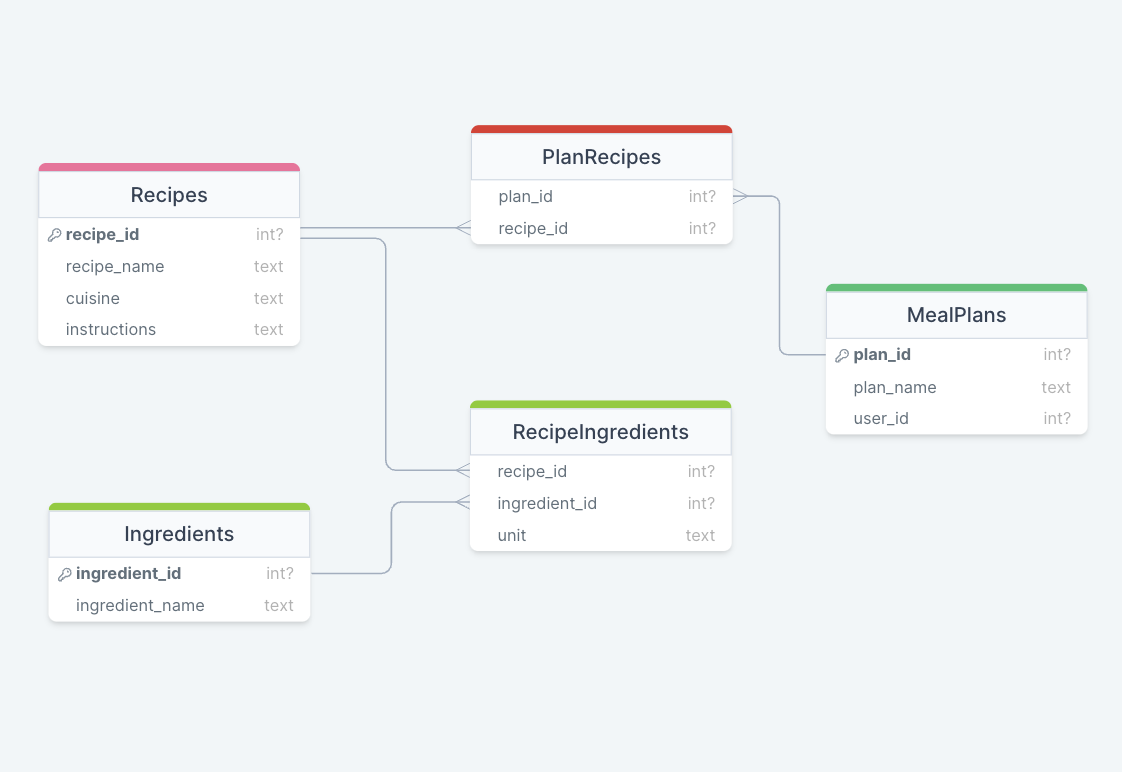 Recipes
recipe_id int?
recipe_name text
cuisine text
instructions text
PlanRecipes
plan_id int?
recipe_id int?
MealPlans
plan_id int?
plan_name text
user_id int?
RecipeIngredients
recipe_id int?
ingredient_id int?
unit text
Ingredients
ingredient_id int?
ingredient_name text